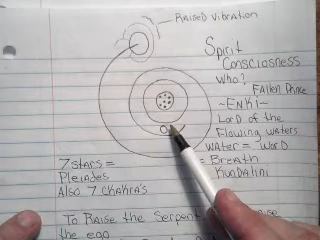 Raised Vibration
Spirit
Consciousness
Who?
Fallen Prince
~Enki~
Lord of the
Flowing Waters
Water = Word
= Breath
Kundalini
7 Stars =
Pleiades
Also 7 Chakra's
To Raise the Serpent
the ego